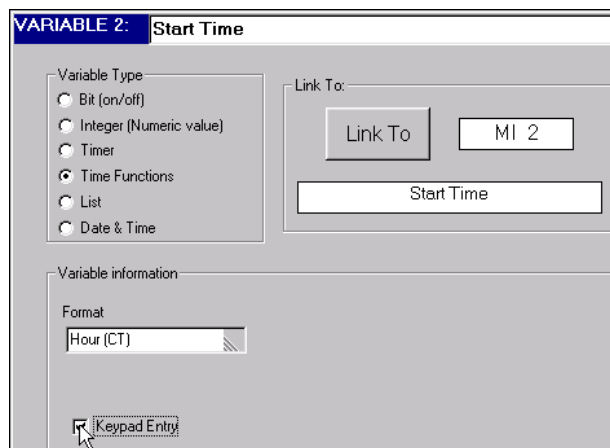 VARIABLE 2: Start Time
Variable Type
Bit (on/off)
Integer (Numeric value)
Timer
Time Functions
List
Date & Time
Link To:
Link To
MI 2
Start Time
Variable information
Format
Hour (CT)
Keypad Entry